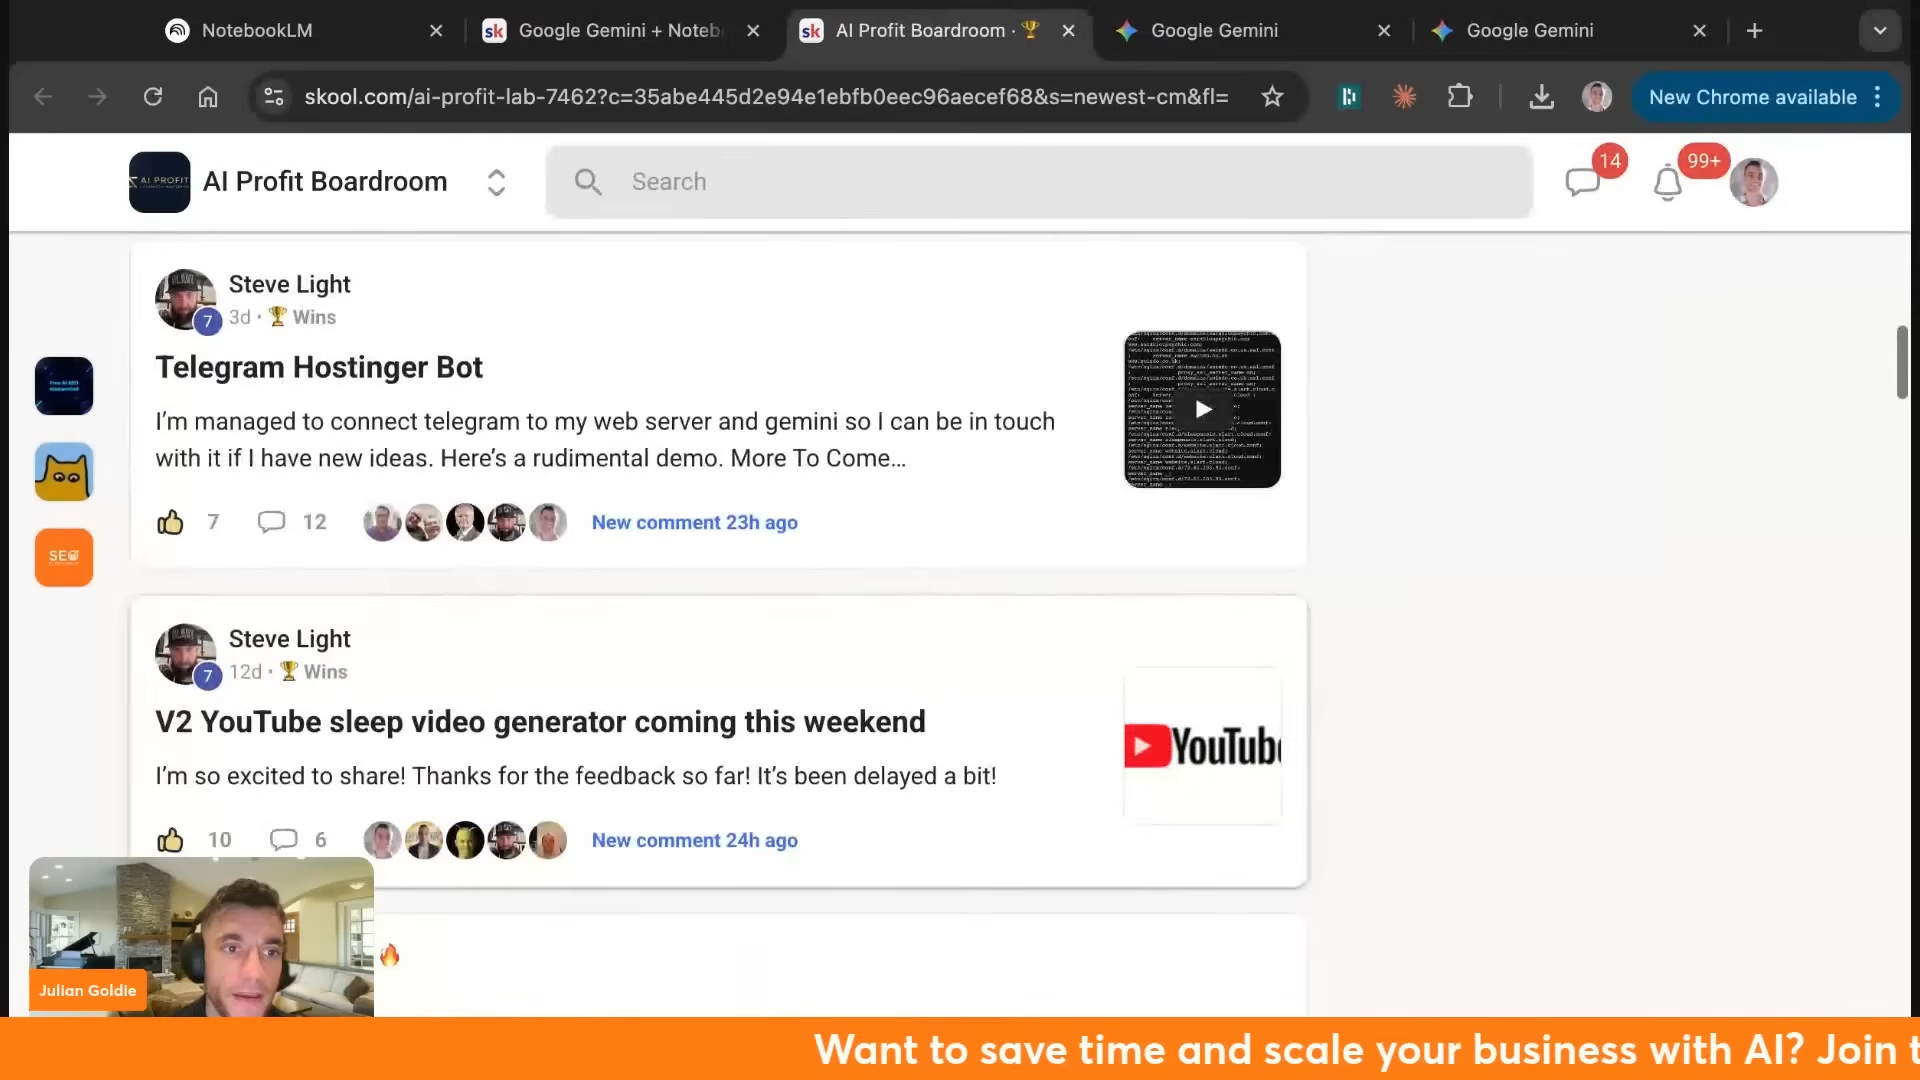 NotebookLM
Google Gemini + Noteb
AI Profit Boardroom · 🏆
Google Gemini
Google Gemini
skool.com/ai-profit-lab-7462?c=35abe445d2e94e1ebfb0eec96aecef68&s=newest-cm&fl=
New Chrome available
AI PROFIT
AI Profit Boardroom
Search
14
99+
Steve Light
7
3d · 🏆 Wins
Telegram Hostinger Bot
I'm managed to connect telegram to my web server and gemini so I can be in touch
with it if I have new ideas. Here's a rudimental demo. More To Come...
7
12
New comment 23h ago
SEO
Steve Light
7
12d · 🏆 Wins
V2 YouTube sleep video generator coming this weekend
I'm so excited to share! Thanks for the feedback so far! It's been delayed a bit!
YouTube
10
6
New comment 24h ago
🔥
Julian Goldie
Want to save time and scale your business with AI? Join t